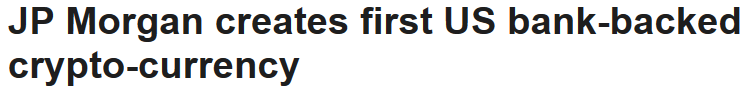 JP Morgan creates first US bank-backed
crypto-currency